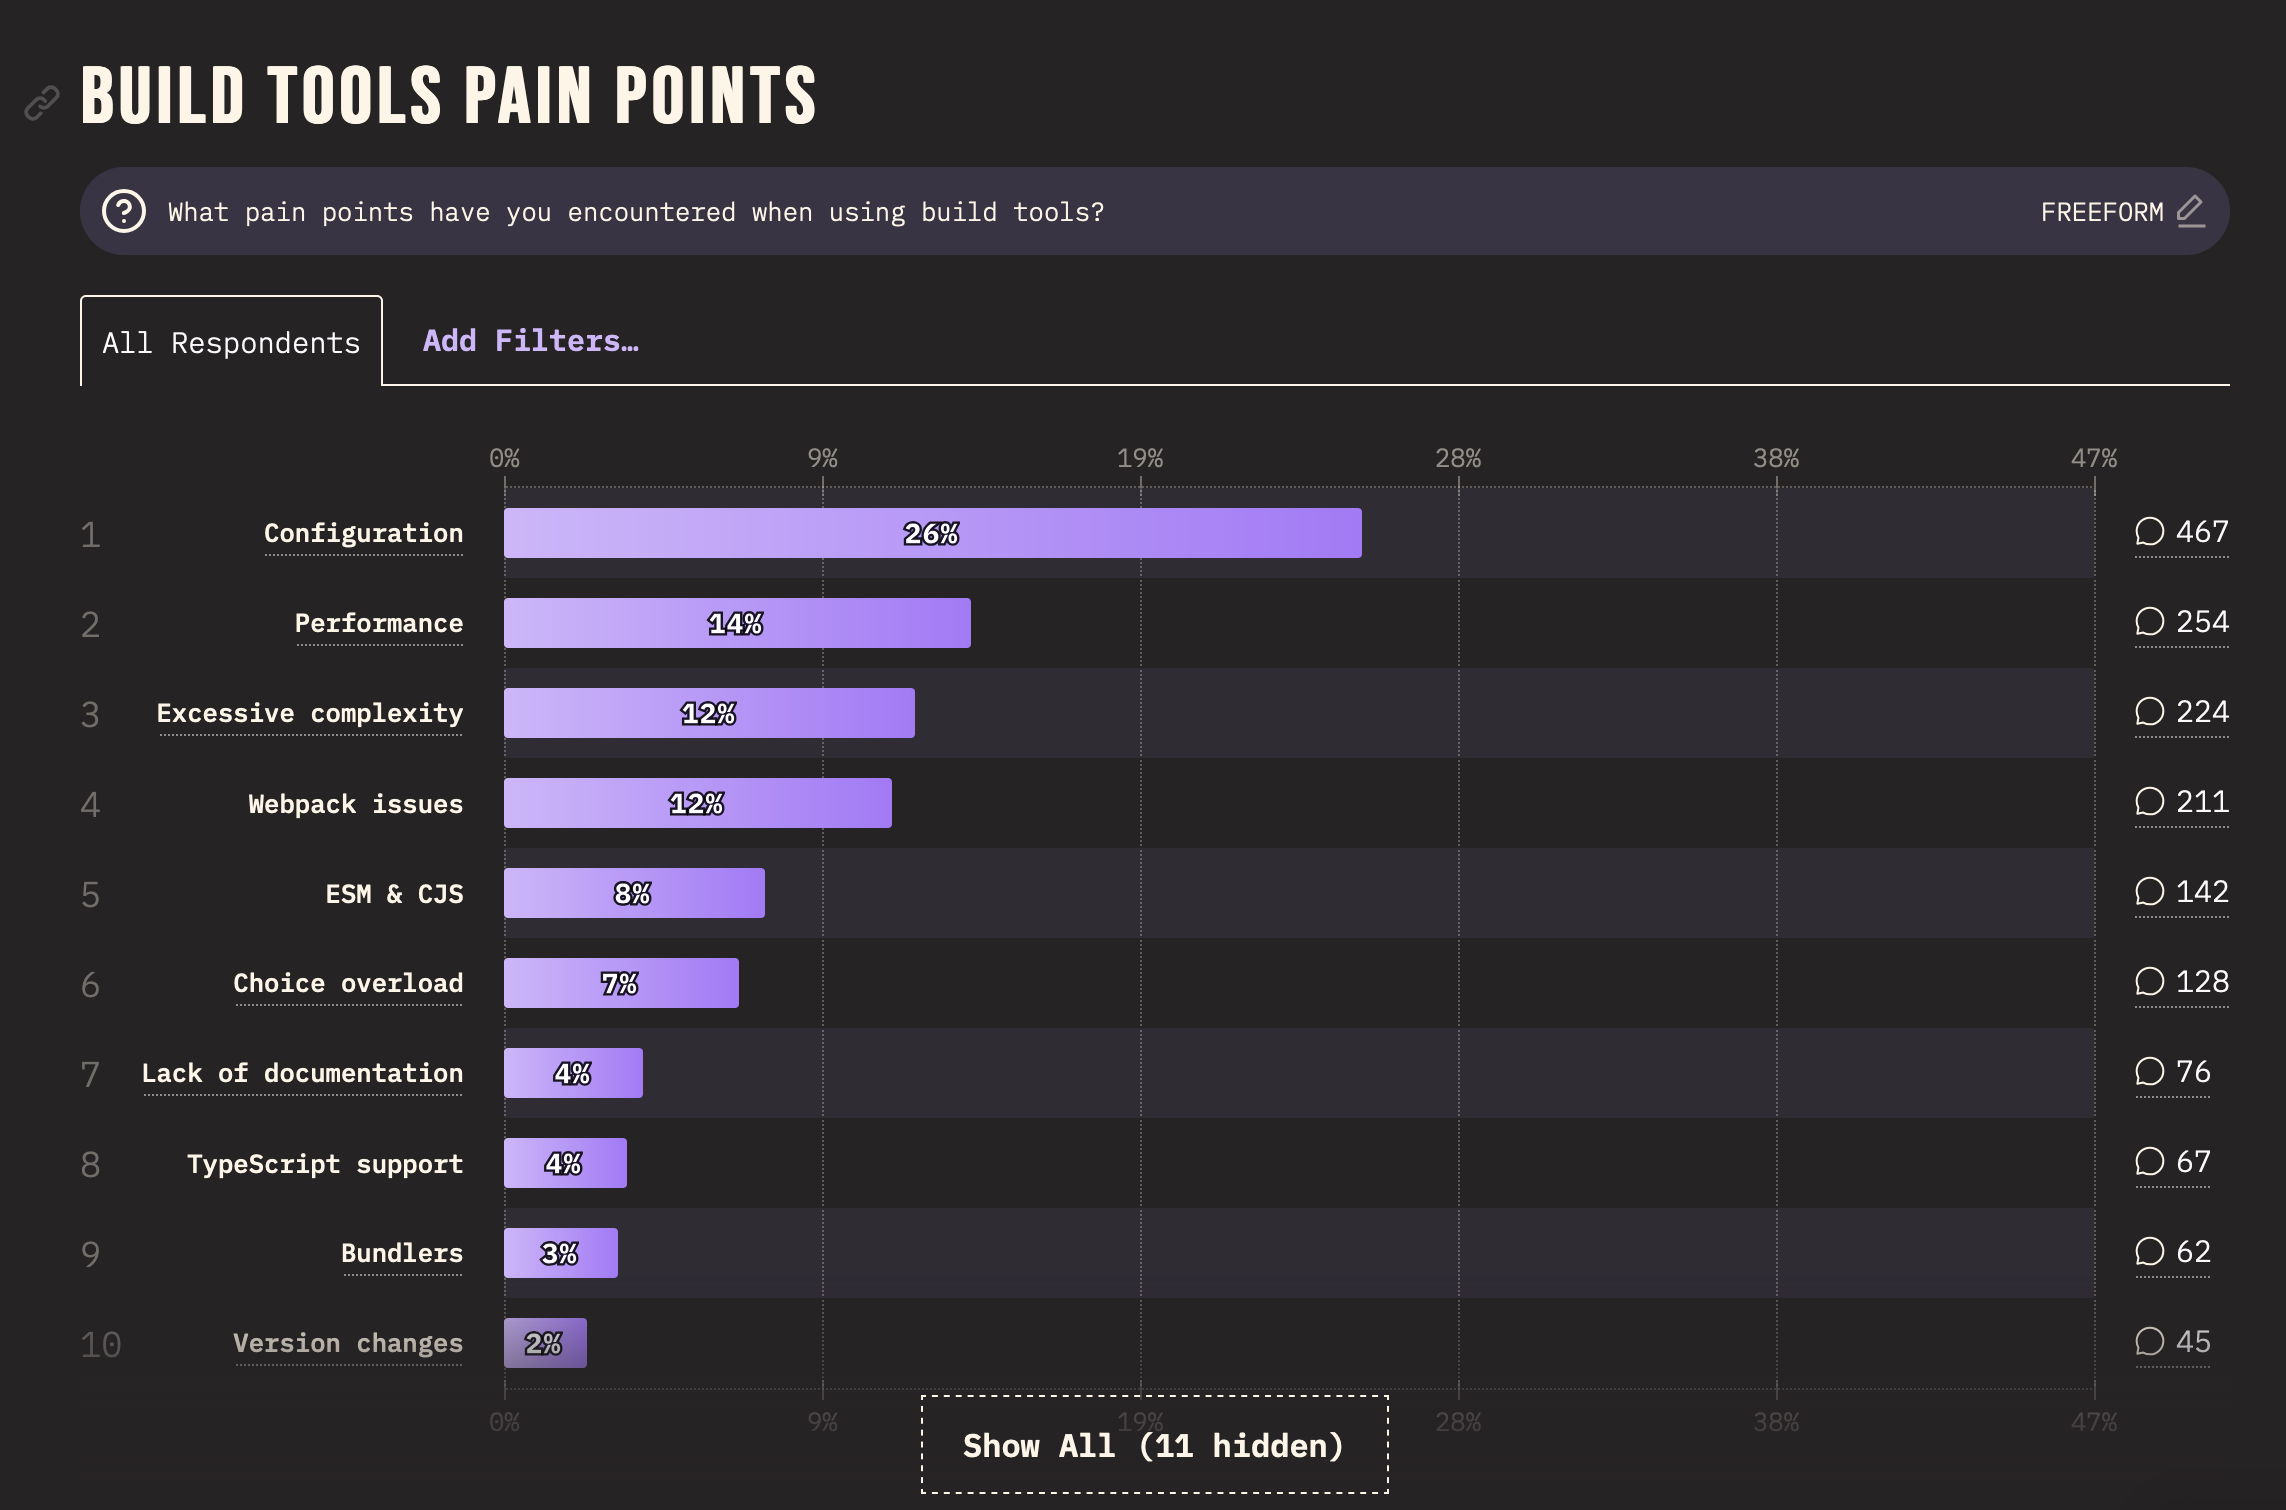 BUILD TOOLS PAIN POINTS
What pain points have you encountered when using build tools? FREEFORM
All Respondents Add Filters…
0% 9% 19% 28% 38% 47%
1 Configuration 26% 467
2 Performance 14% 254
3 Excessive complexity 12% 224
4 Webpack issues 12% 211
5 ESM & CJS 8% 142
6 Choice overload 7% 128
7 Lack of documentation 4% 76
8 TypeScript support 4% 67
9 Bundlers 3% 62
10 Version changes 2% 45
0% 9% 19% 28% 38% 47%
Show All (11 hidden)